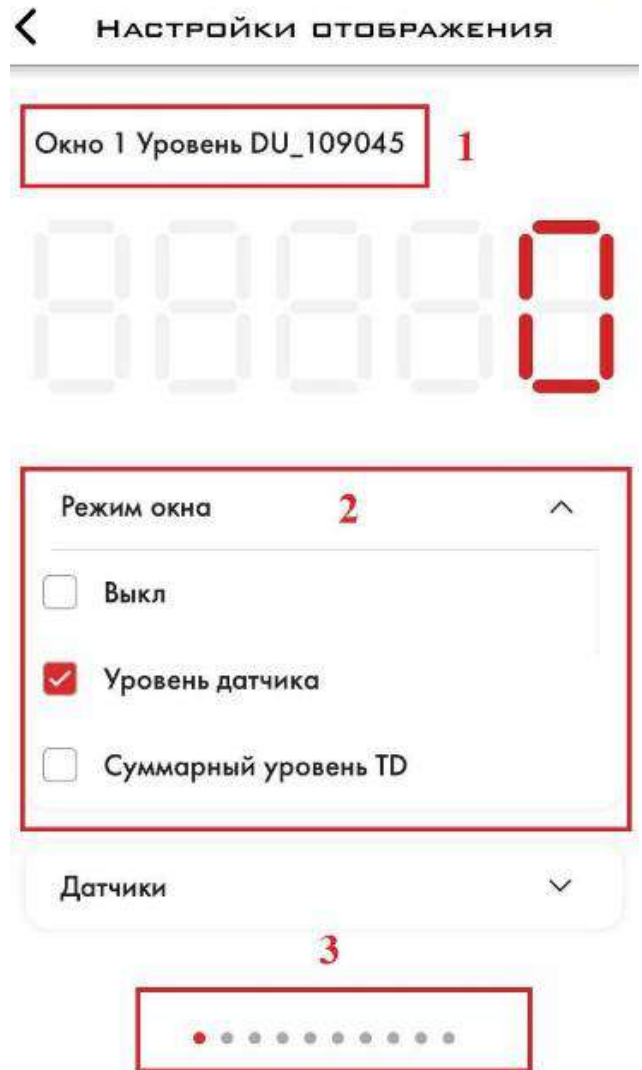 Настройки отображения
Окно 1 Уровень DU_109045
1
0
Режим окна
2
Выкл
Уровень датчика
Суммарный уровень TD
Датчики
3